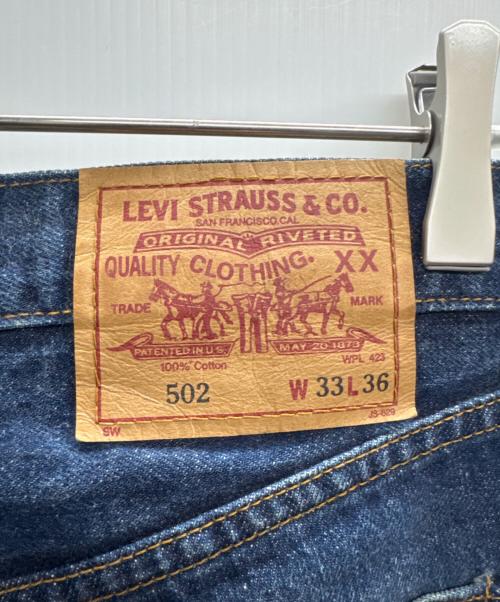 LEVI STRAUSS & CO.
SAN FRANCISCO, CAL
ORIGINAL RIVETED
QUALITY CLOTHING. XX
TRADE MARK
PATENTED IN U.S. MAY 20 1873
WPL 423
100% Cotton
502 W 33 L 36
SW JS-629